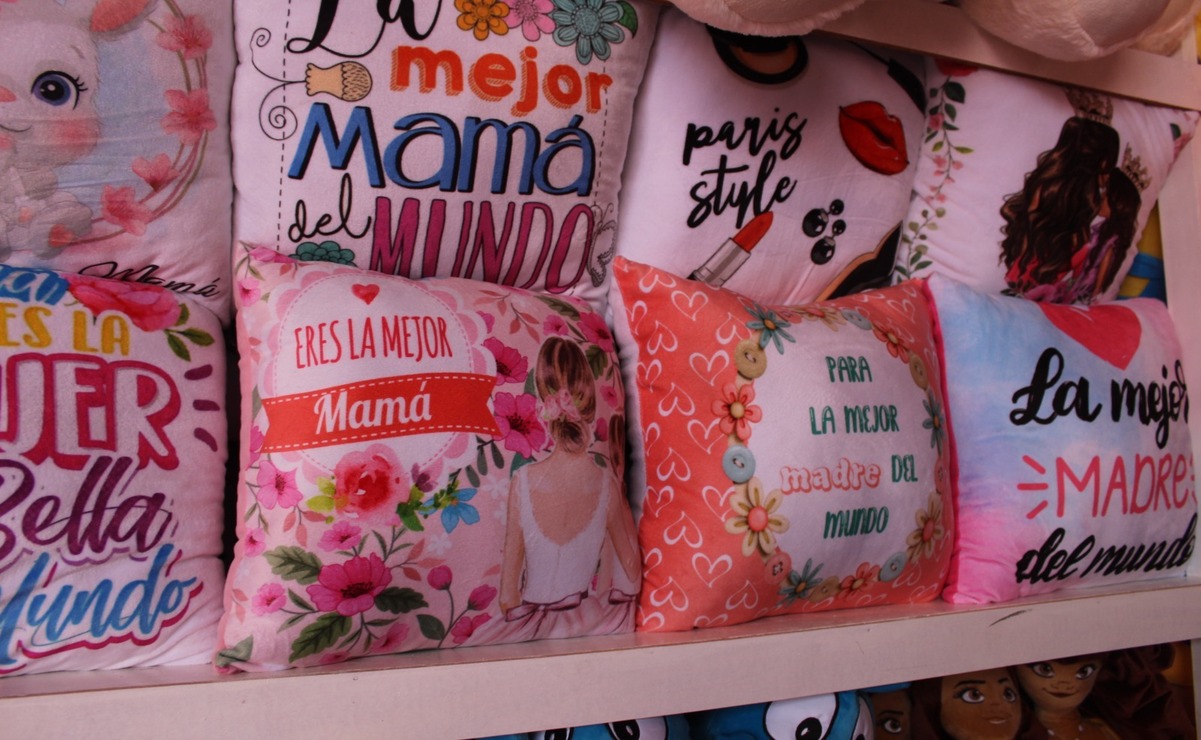 La
mejor
Mamá
del MUNDO
paris
style
Mamá
ES LA
Bella
Mundo
ERES LA MEJOR
Mamá
PARA
LA MEJOR
madre DEL
MUNDO
La mejor
MADRE
del mundo